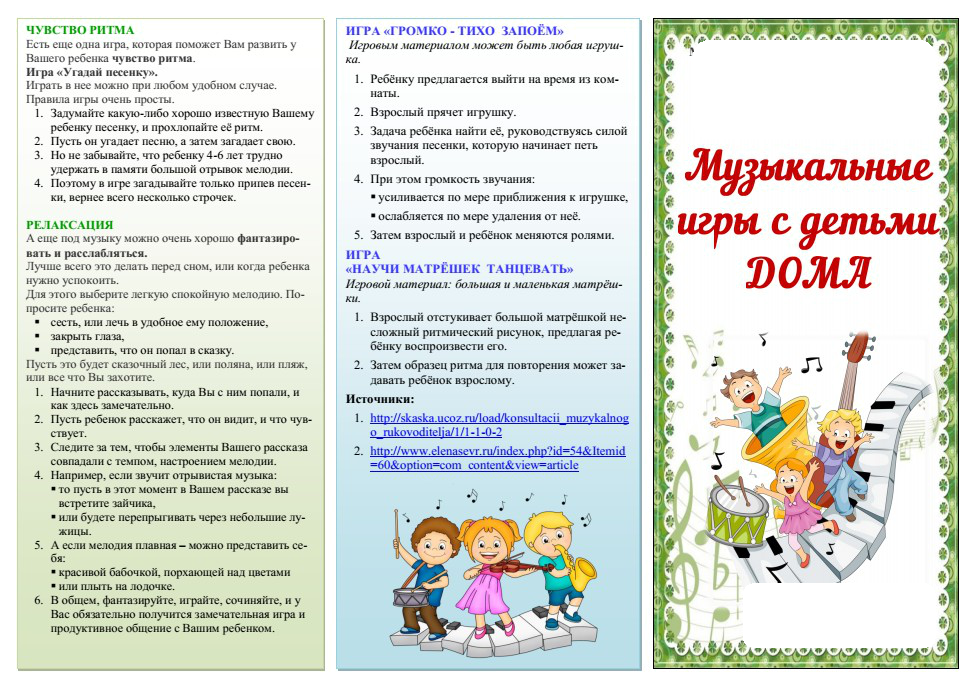 ЧУВСТВО РИТМА
Есть еще одна игра, которая поможет Вам развить у
Вашего ребенка чувство ритма.
Игра «Угадай песенку».
Играть в нее можно при любом удобном случае.
Правила игры очень просты.
1. Задумайте какую-либо хорошо известную Вашему
ребенку песенку, и прохлопайте её ритм.
2. Пусть он угадает песню, а затем загадает свою.
3. Но не забывайте, что ребенку 4-6 лет трудно
удержать в памяти большой отрывок мелодии.
4. Поэтому в игре загадывайте только припев песен-
ки, вернее всего несколько строчек.
РЕЛАКСАЦИЯ
А еще под музыку можно очень хорошо фантазиро-
вать и расслабляться.
Лучше всего это делать перед сном, или когда ребенка
нужно успокоить.
Для этого выберите легкую спокойную мелодию. По-
просите ребенка:
▪ сесть, или лечь в удобное ему положение,
▪ закрыть глаза,
▪ представить, что он попал в сказку.
Пусть это будет сказочный лес, или поляна, или пляж,
или все что Вы захотите.
1. Начните рассказывать, куда Вы с ним попали, и
как здесь замечательно.
2. Пусть ребенок расскажет, что он видит, и что чув-
ствует.
3. Следите за тем, чтобы элементы Вашего рассказа
совпадали с темпом, настроением мелодии.
4. Например, если звучит отрывистая музыка:
▪ то пусть в этот момент в Вашем рассказе вы
встретите зайчика,
▪ или будете перепрыгивать через небольшие лу-
жицы.
5. А если мелодия плавная – можно представить се-
бя:
▪ красивой бабочкой, порхающей над цветами
▪ или плыть на лодочке.
6. В общем, фантазируйте, играйте, сочиняйте, и у
Вас обязательно получится замечательная игра и
продуктивное общение с Вашим ребенком.
ИГРА «ГРОМКО - ТИХО ЗАПОЁМ»
Игровым материалом может быть любая игруш-
ка.
1. Ребёнку предлагается выйти на время из ком-
наты.
2. Взрослый прячет игрушку.
3. Задача ребёнка найти её, руководствуясь силой
звучания песенки, которую начинает петь
взрослый.
4. При этом громкость звучания:
▪ усиливается по мере приближения к игрушке,
▪ ослабляется по мере удаления от неё.
5. Затем взрослый и ребёнок меняются ролями.
ИГРА
«НАУЧИ МАТРЁШЕК ТАНЦЕВАТЬ»
Игровой материал: большая и маленькая матрёш-
ки.
1. Взрослый отстукивает большой матрёшкой не-
сложный ритмический рисунок, предлагая ре-
бёнку воспроизвести его.
2. Затем образец ритма для повторения может за-
давать ребёнок взрослому.
Источники:
1. http://skaska.ucoz.ru/load/konsultacii_muzykalnog
o_rukovoditelja/1/1-1-0-2
2. http://www.elenasevr.ru/index.php?id=54&Itemid
=60&option=com_content&view=article
Музыкальные
игры с детьми
ДОМА